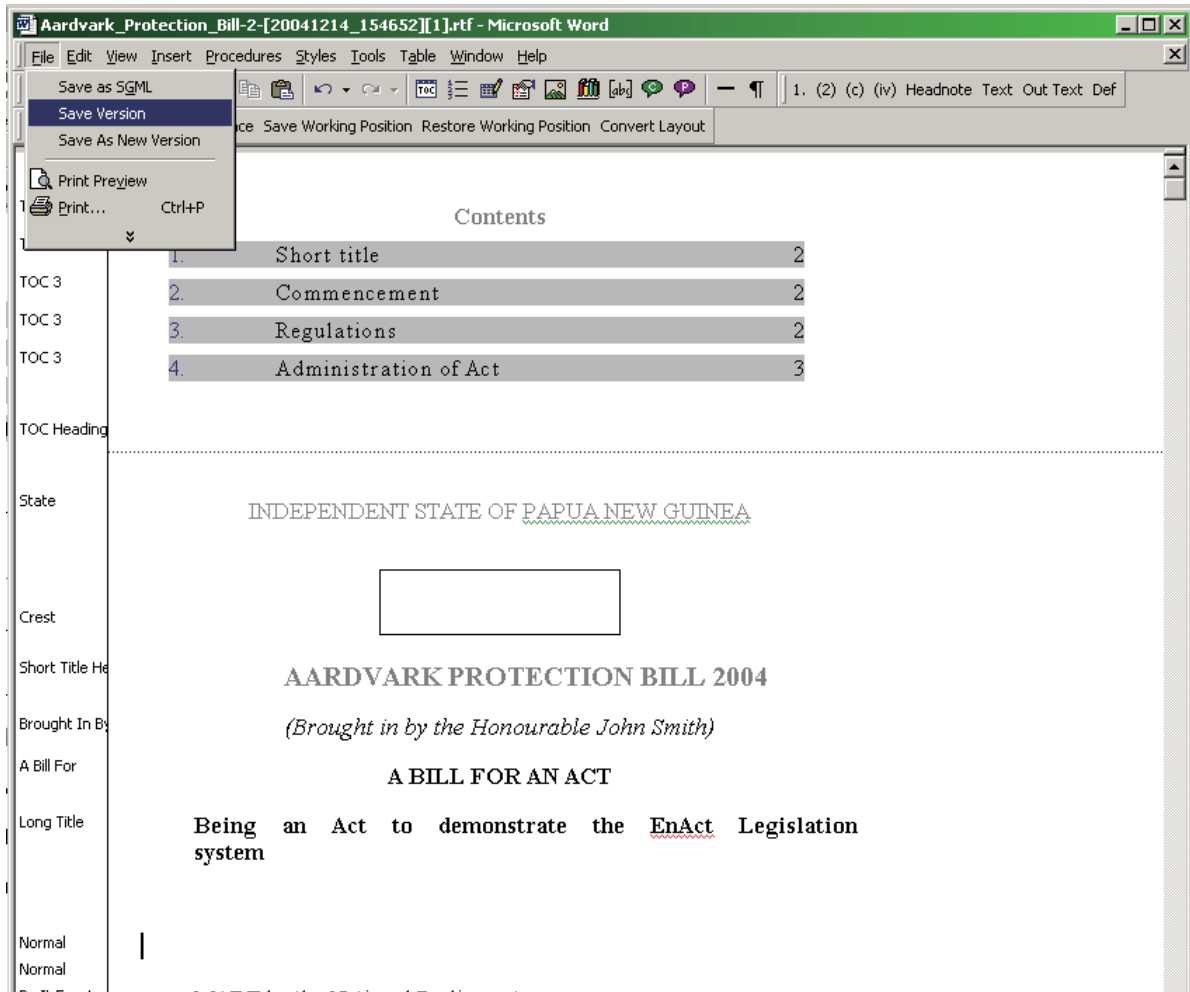 Aardvark_Protection_Bill-2-[20041214_154652][1].rtf - Microsoft Word
File Edit View Insert Procedures Styles Tools Table Window Help
Save as SGML
Save Version
Save As New Version
Print Preview
Print... Ctrl+P
TOC
[ab]
C
P
¶
1. (2) (c) (iv) Headnote Text Out Text Def
Save Working Position Restore Working Position Convert Layout
Contents
1. Short title 2
TOC 3
2. Commencement 2
TOC 3
3. Regulations 2
TOC 3
4. Administration of Act 3
TOC Heading
State
INDEPENDENT STATE OF PAPUA NEW GUINEA
Crest
Short Title He
AARDVARK PROTECTION BILL 2004
Brought In By
(Brought in by the Honourable John Smith)
A Bill For
A BILL FOR AN ACT
Long Title
Being an Act to demonstrate the EnAct Legislation
system
Normal
Normal